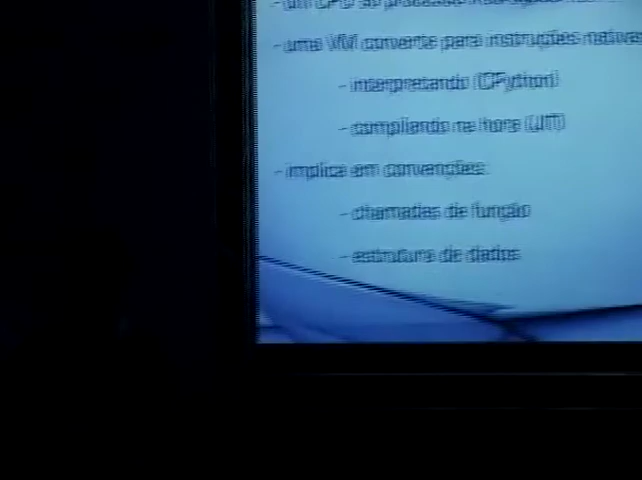 - uma VM converte para instruções nativas
- interpretando (CPython)
- compilando na hora (JIT)
- implica em convenções:
- chamadas de função
- estrutura de dados